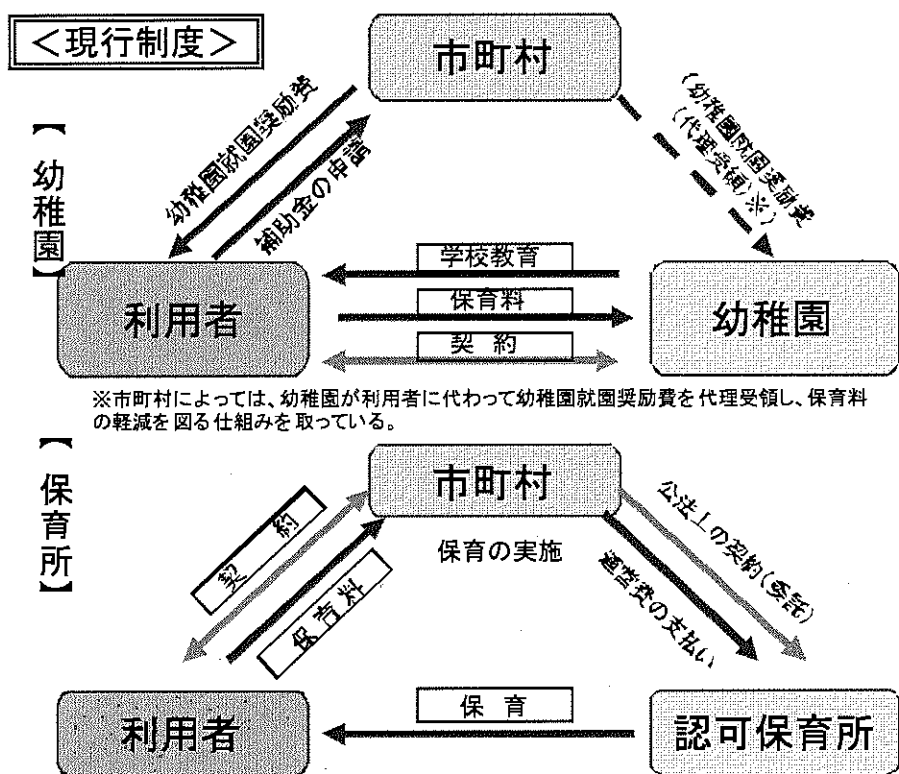 ＜現行制度＞
市町村
【幼稚園】
幼稚園就園奨励費
補助金の申請
(幼稚園就園奨励費
(代理受領)※)
学校教育
利用者
保育料
幼稚園
契 約
※市町村によっては、幼稚園が利用者に代わって幼稚園就園奨励費を代理受領し、保育料
の軽減を図る仕組みを取っている。
【保育所】
市町村
契 約
保育料
保育の実施
公法上の契約(委託)
運営費の支払い
利用者
保 育
認可保育所